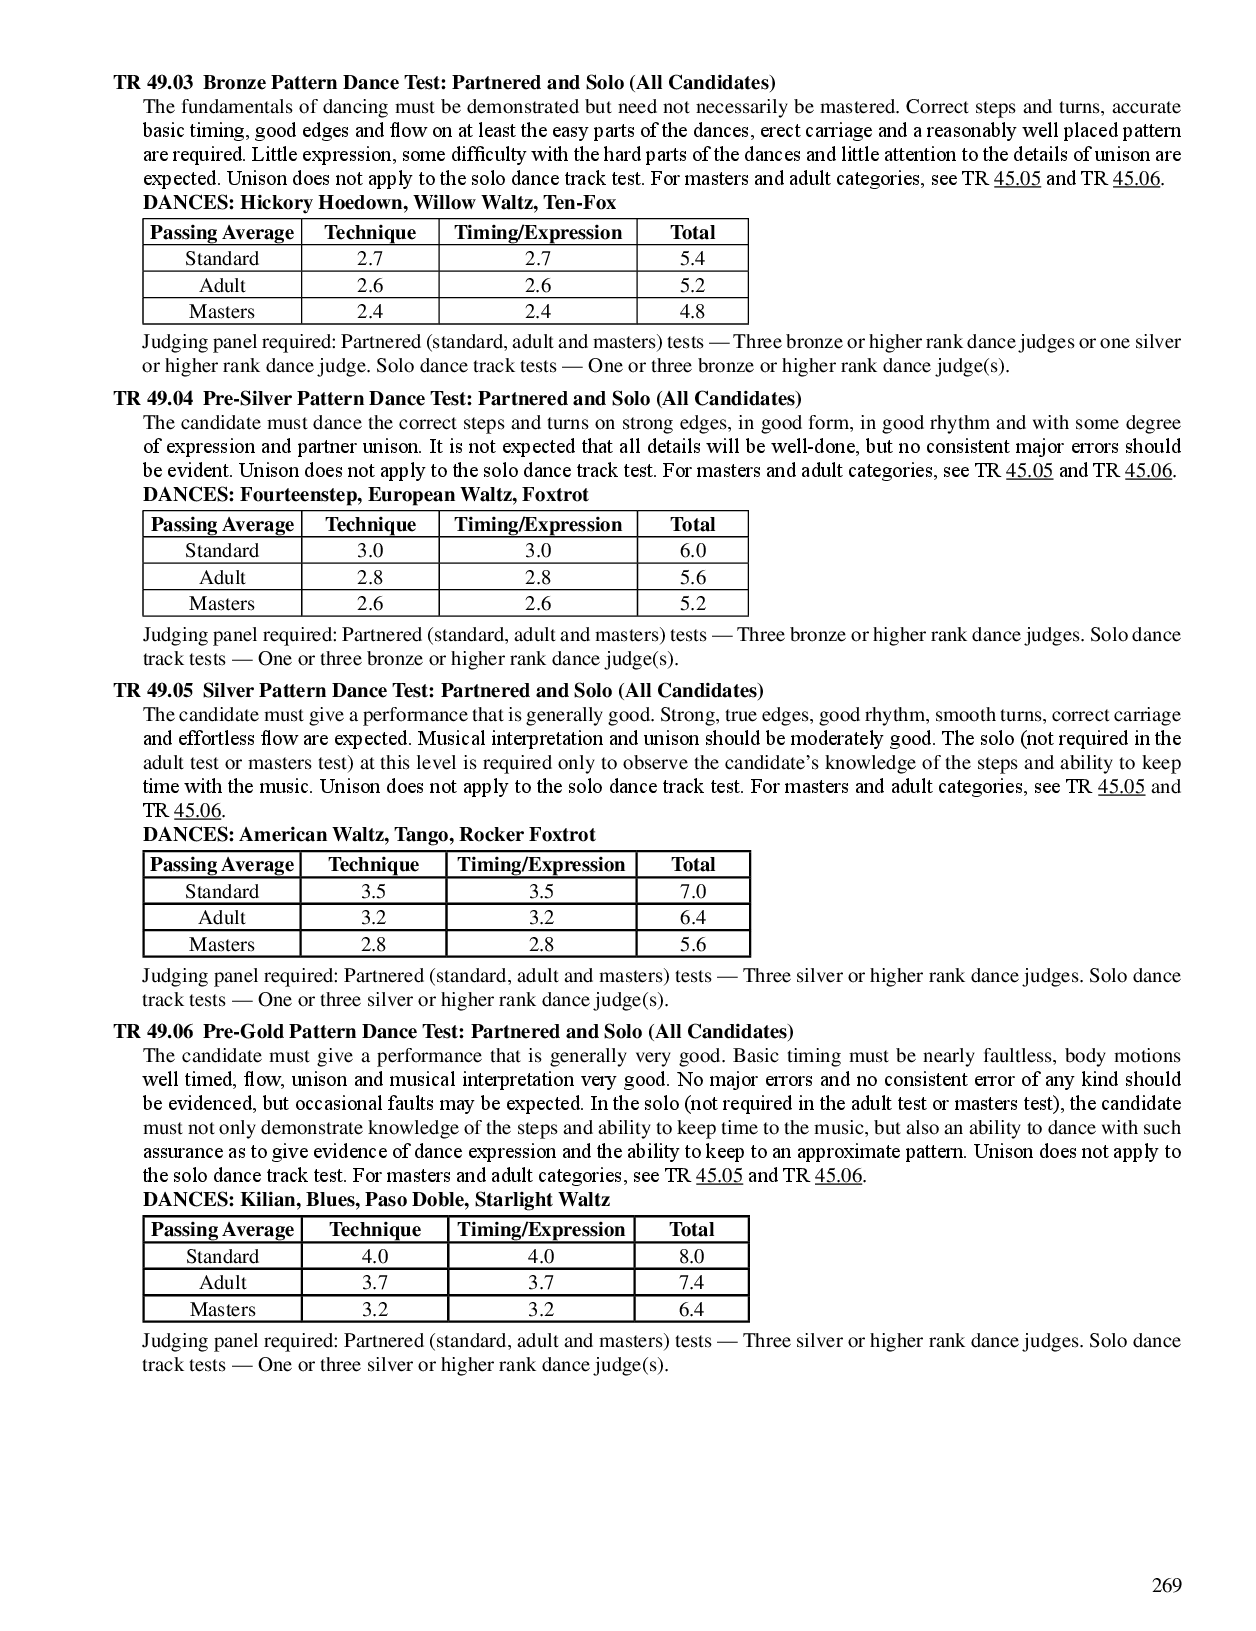 TR 49.03 Bronze Pattern Dance Test: Partnered and Solo (All Candidates)
The fundamentals of dancing must be demonstrated but need not necessarily be mastered. Correct steps and turns, accurate
basic timing, good edges and flow on at least the easy parts of the dances, erect carriage and a reasonably well placed pattern
are required. Little expression, some difficulty with the hard parts of the dances and little attention to the details of unison are
expected. Unison does not apply to the solo dance track test. For masters and adult categories, see TR 45.05 and TR 45.06.
DANCES: Hickory Hoedown, Willow Waltz, Ten-Fox
Passing Average Technique Timing/Expression Total
Standard 2.7 2.7 5.4
Adult 2.6 2.6 5.2
Masters 2.4 2.4 4.8
Judging panel required: Partnered (standard, adult and masters) tests — Three bronze or higher rank dance judges or one silver
or higher rank dance judge. Solo dance track tests — One or three bronze or higher rank dance judge(s).
TR 49.04 Pre-Silver Pattern Dance Test: Partnered and Solo (All Candidates)
The candidate must dance the correct steps and turns on strong edges, in good form, in good rhythm and with some degree
of expression and partner unison. It is not expected that all details will be well-done, but no consistent major errors should
be evident. Unison does not apply to the solo dance track test. For masters and adult categories, see TR 45.05 and TR 45.06.
DANCES: Fourteenstep, European Waltz, Foxtrot
Passing Average Technique Timing/Expression Total
Standard 3.0 3.0 6.0
Adult 2.8 2.8 5.6
Masters 2.6 2.6 5.2
Judging panel required: Partnered (standard, adult and masters) tests — Three bronze or higher rank dance judges. Solo dance
track tests — One or three bronze or higher rank dance judge(s).
TR 49.05 Silver Pattern Dance Test: Partnered and Solo (All Candidates)
The candidate must give a performance that is generally good. Strong, true edges, good rhythm, smooth turns, correct carriage
and effortless flow are expected. Musical interpretation and unison should be moderately good. The solo (not required in the
adult test or masters test) at this level is required only to observe the candidate's knowledge of the steps and ability to keep
time with the music. Unison does not apply to the solo dance track test. For masters and adult categories, see TR 45.05 and
TR 45.06.
DANCES: American Waltz, Tango, Rocker Foxtrot
Passing Average Technique Timing/Expression Total
Standard 3.5 3.5 7.0
Adult 3.2 3.2 6.4
Masters 2.8 2.8 5.6
Judging panel required: Partnered (standard, adult and masters) tests — Three silver or higher rank dance judges. Solo dance
track tests — One or three silver or higher rank dance judge(s).
TR 49.06 Pre-Gold Pattern Dance Test: Partnered and Solo (All Candidates)
The candidate must give a performance that is generally very good. Basic timing must be nearly faultless, body motions
well timed, flow, unison and musical interpretation very good. No major errors and no consistent error of any kind should
be evidenced, but occasional faults may be expected. In the solo (not required in the adult test or masters test), the candidate
must not only demonstrate knowledge of the steps and ability to keep time to the music, but also an ability to dance with such
assurance as to give evidence of dance expression and the ability to keep to an approximate pattern. Unison does not apply to
the solo dance track test. For masters and adult categories, see TR 45.05 and TR 45.06.
DANCES: Kilian, Blues, Paso Doble, Starlight Waltz
Passing Average Technique Timing/Expression Total
Standard 4.0 4.0 8.0
Adult 3.7 3.7 7.4
Masters 3.2 3.2 6.4
Judging panel required: Partnered (standard, adult and masters) tests — Three silver or higher rank dance judges. Solo dance
track tests — One or three silver or higher rank dance judge(s).
269